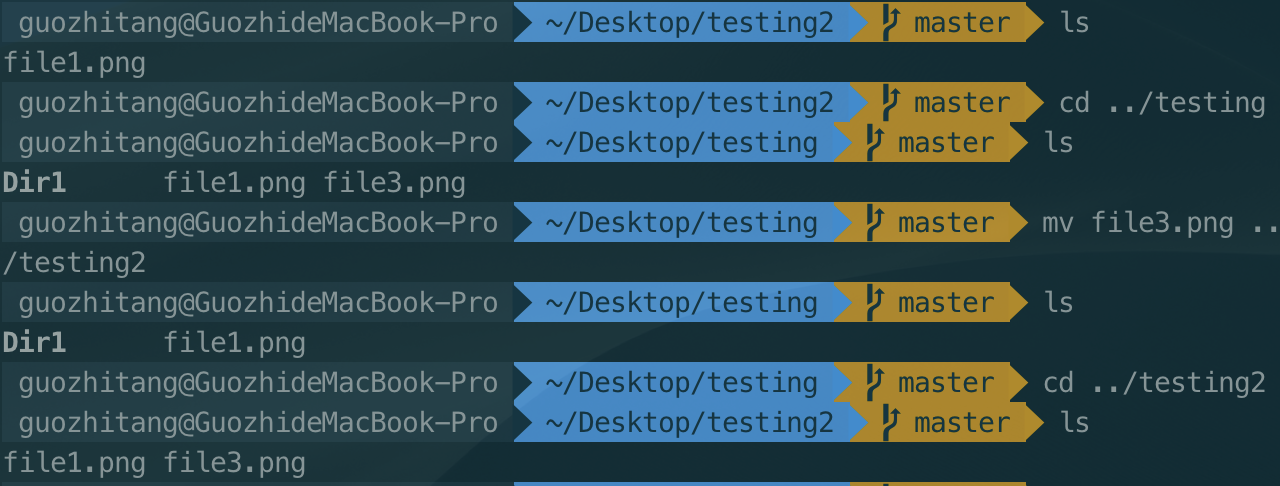 guozhitang@GuozhideMacBook-Pro ~/Desktop/testing2 master ls
file1.png
guozhitang@GuozhideMacBook-Pro ~/Desktop/testing2 master cd ../testing
guozhitang@GuozhideMacBook-Pro ~/Desktop/testing master ls
Dir1 file1.png file3.png
guozhitang@GuozhideMacBook-Pro ~/Desktop/testing master mv file3.png ..
/testing2
guozhitang@GuozhideMacBook-Pro ~/Desktop/testing master ls
Dir1 file1.png
guozhitang@GuozhideMacBook-Pro ~/Desktop/testing master cd ../testing2
guozhitang@GuozhideMacBook-Pro ~/Desktop/testing2 master ls
file1.png file3.png